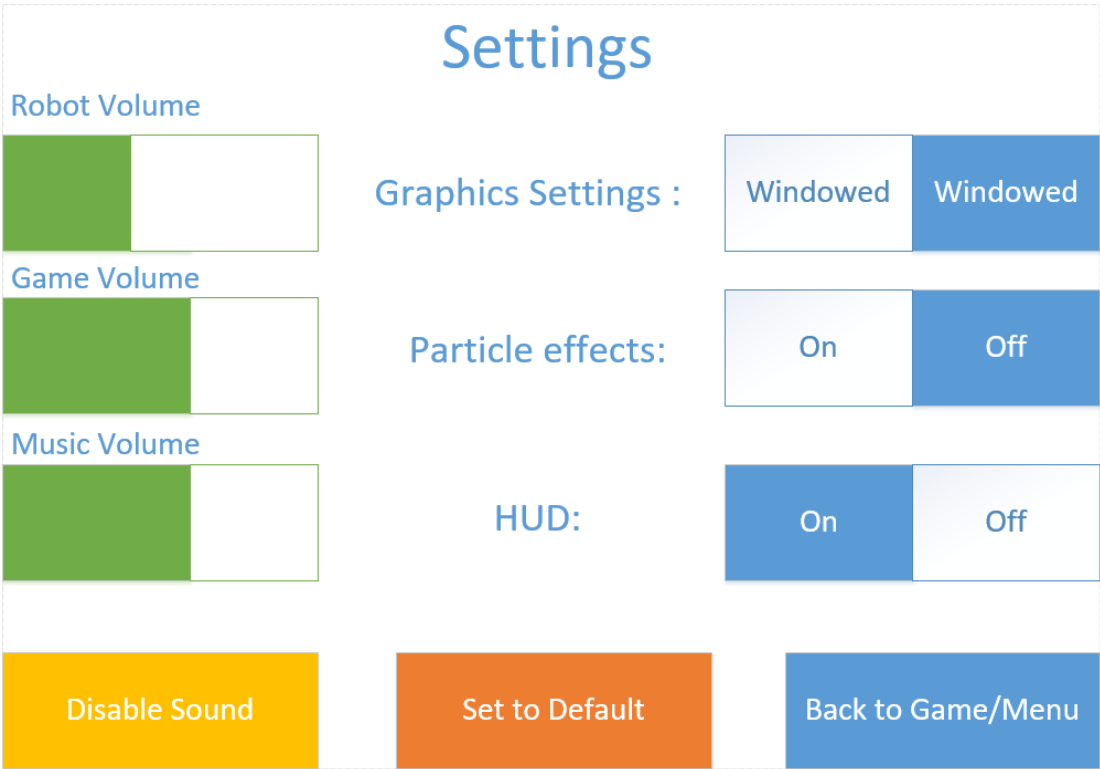 Settings
Robot Volume
Graphics Settings :
Windowed
Windowed
Game Volume
Particle effects:
On
Off
Music Volume
HUD:
On
Off
Disable Sound
Set to Default
Back to Game/Menu